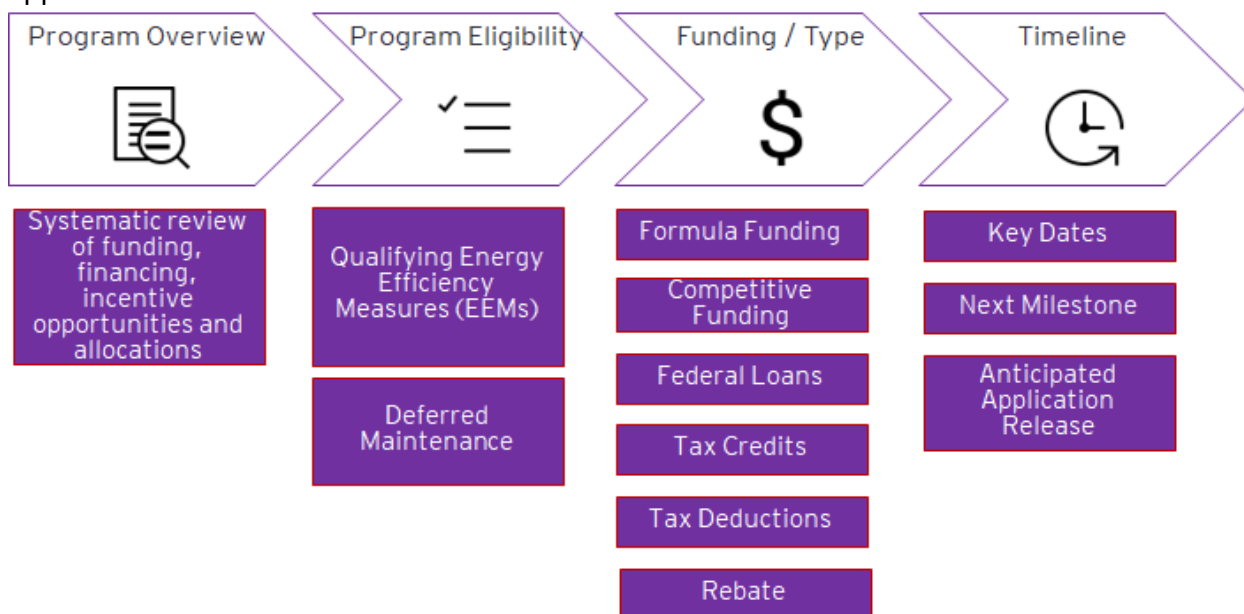 Program Overview
Program Eligibility
Funding / Type
Timeline
$
Systematic review
of funding,
financing,
incentive
opportunities and
allocations
Qualifying Energy
Efficiency
Measures (EEMs)
Deferred
Maintenance
Formula Funding
Competitive
Funding
Federal Loans
Tax Credits
Tax Deductions
Rebate
Key Dates
Next Milestone
Anticipated
Application
Release